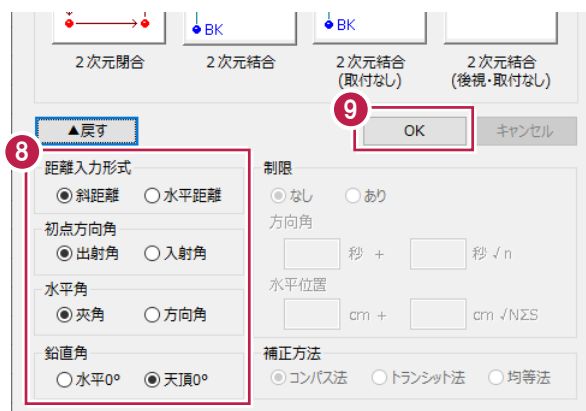 BK
BK
2次元閉合
2次元結合
2次元結合
(取付なし)
2次元結合
(後視・取付なし)
▲戻す
9
OK
キャンセル
8
距離入力形式
斜距離
水平距離
初点方向角
出射角
入射角
水平角
夾角
方向角
鉛直角
水平0°
天頂0°
制限
なし
あり
方向角
秒 +
秒 √n
水平位置
cm +
cm √NΣS
補正方法
コンパス法
トランシット法
均等法